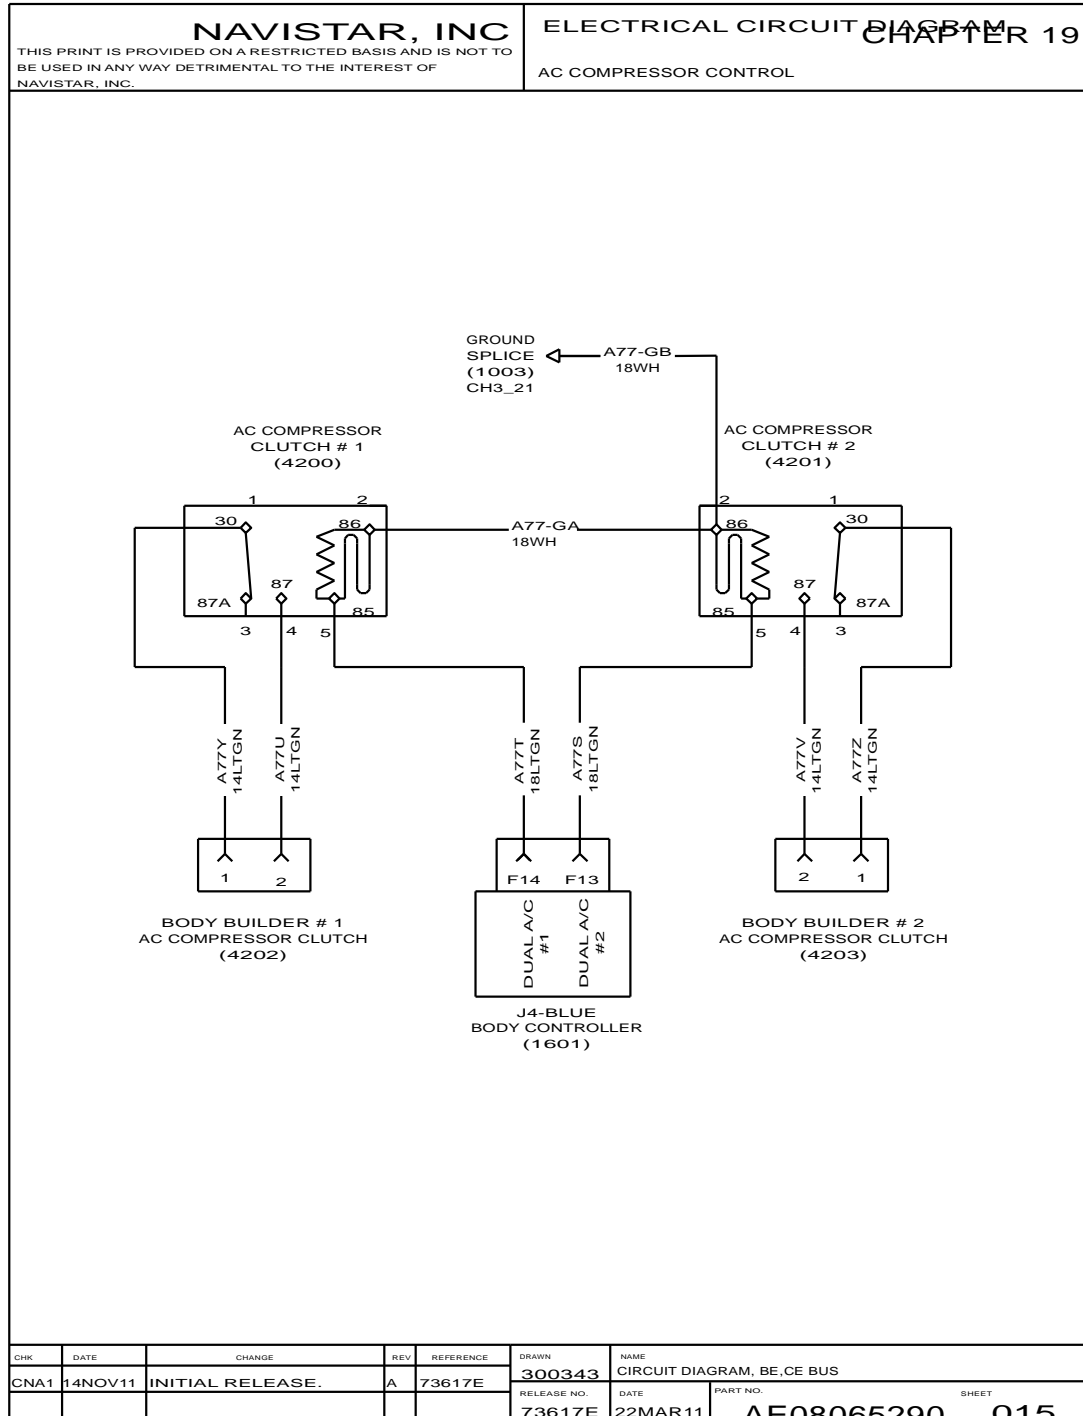 NAVISTAR, INC
THIS PRINT IS PROVIDED ON A RESTRICTED BASIS AND IS NOT TO
BE USED IN ANY WAY DETRIMENTAL TO THE INTEREST OF
NAVISTAR, INC.
ELECTRICAL CIRCUIT DIAGRAM
CHAPTER 19
AC COMPRESSOR CONTROL
GROUND
SPLICE
(1003)
CH3_21
A77-GB
18WH
AC COMPRESSOR
CLUTCH # 1
(4200)
AC COMPRESSOR
CLUTCH # 2
(4201)
1
2
30
86
87
87A
85
3
4
5
A77-GA
18WH
2
1
86
30
87
87A
85
5
4
3
A77Y
14LTGN
A77U
14LTGN
A77T
18LTGN
A77S
18LTGN
A77V
14LTGN
A77Z
14LTGN
1
2
F14
F13
2
1
BODY BUILDER # 1
AC COMPRESSOR CLUTCH
(4202)
DUAL A/C
#1
DUAL A/C
#2
BODY BUILDER # 2
AC COMPRESSOR CLUTCH
(4203)
J4-BLUE
BODY CONTROLLER
(1601)
CHK
DATE
CHANGE
REV
REFERENCE
CNA1
14NOV11
INITIAL RELEASE.
A
73617E
DRAWN
300343
NAME
CIRCUIT DIAGRAM, BE,CE BUS
RELEASE NO.
73617E
DATE
22MAR11
PART NO.
AE08065290
SHEET
015